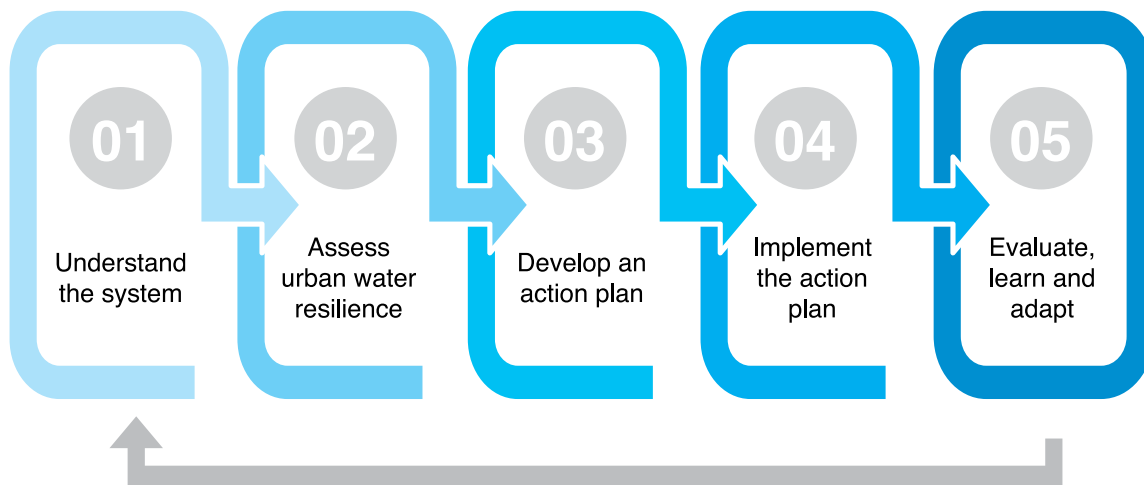 01
Understand
the system
02
Assess
urban water
resilience
03
Develop an
action plan
04
Implement
the action
plan
05
Evaluate,
learn and
adapt